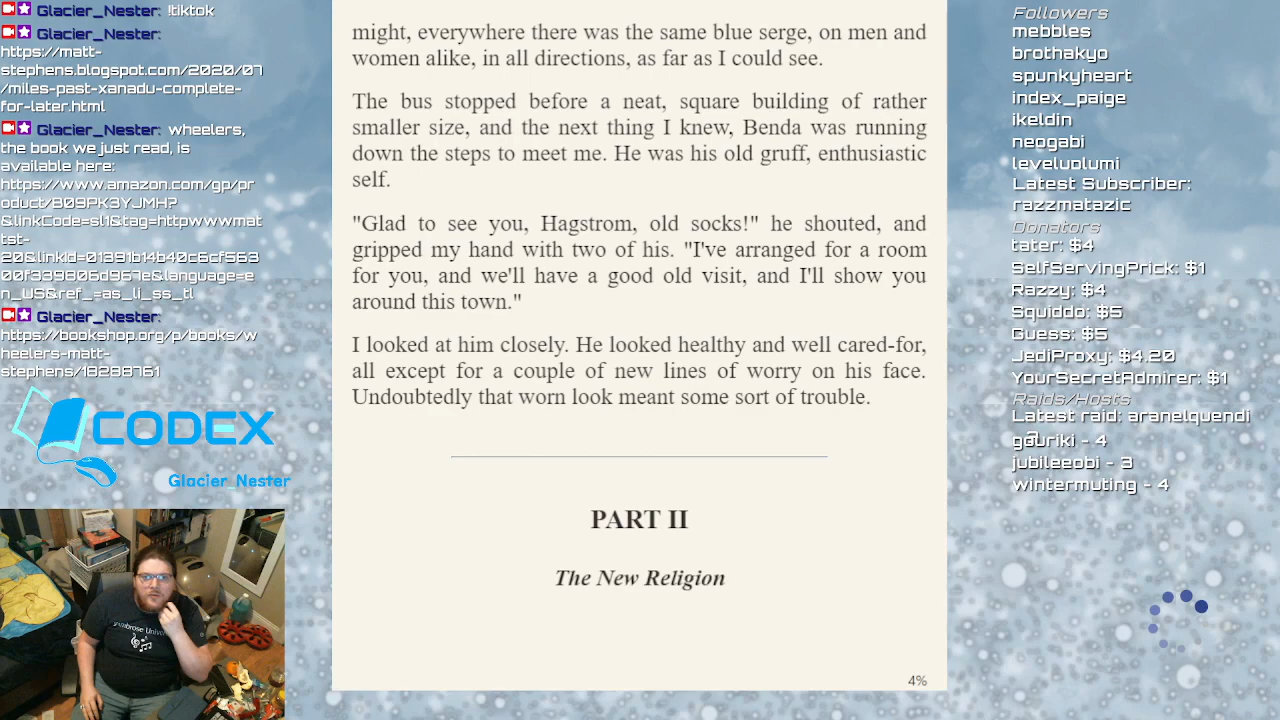 Glacier_Nester: !tiktok
Glacier_Nester:
https://matt-
stephens.blogspot.com/2020/07
/miles-past-xanadu-complete-
for-later.html
Glacier_Nester: wheelers,
the book we just read, is
available here:
https://www.amazon.com/gp/pr
oduct/B09PK3YJMH?
&linkCode=sl1&tag=httpwwwmat
tst-
20&linkId=01391b14b40c6cf563
00f339306d967e&language=e
n_US&ref_=as_li_ss_tl
Glacier_Nester:
https://bookshop.org/p/books/w
heelers-matt-
stephens/18298761
CODEX
Glacier_Nester
might, everywhere there was the same blue serge, on men and
women alike, in all directions, as far as I could see.
The bus stopped before a neat, square building of rather
smaller size, and the next thing I knew, Benda was running
down the steps to meet me. He was his old gruff, enthusiastic
self.
"Glad to see you, Hagstrom, old socks!" he shouted, and
gripped my hand with two of his. "I've arranged for a room
for you, and we'll have a good old visit, and I'll show you
around this town."
I looked at him closely. He looked healthy and well cared-for,
all except for a couple of new lines of worry on his face.
Undoubtedly that worn look meant some sort of trouble.
PART II
The New Religion
4%
Followers
mebbles
brothakyo
spunkyheart
index_paige
ikeldin
neogabi
leveluplumi
Latest Subscriber:
razzmatazic
Donators
tater: $4
SelfServingPrick: $1
Razzy: $4
Squiddo: $5
Guess: $5
JediProxy: $4.20
YourSecretAdmirer: $1
Raids/Hosts
Latest raid: aranelquendi
gouriki - 4
jubileeobi - 3
wintermuting - 4